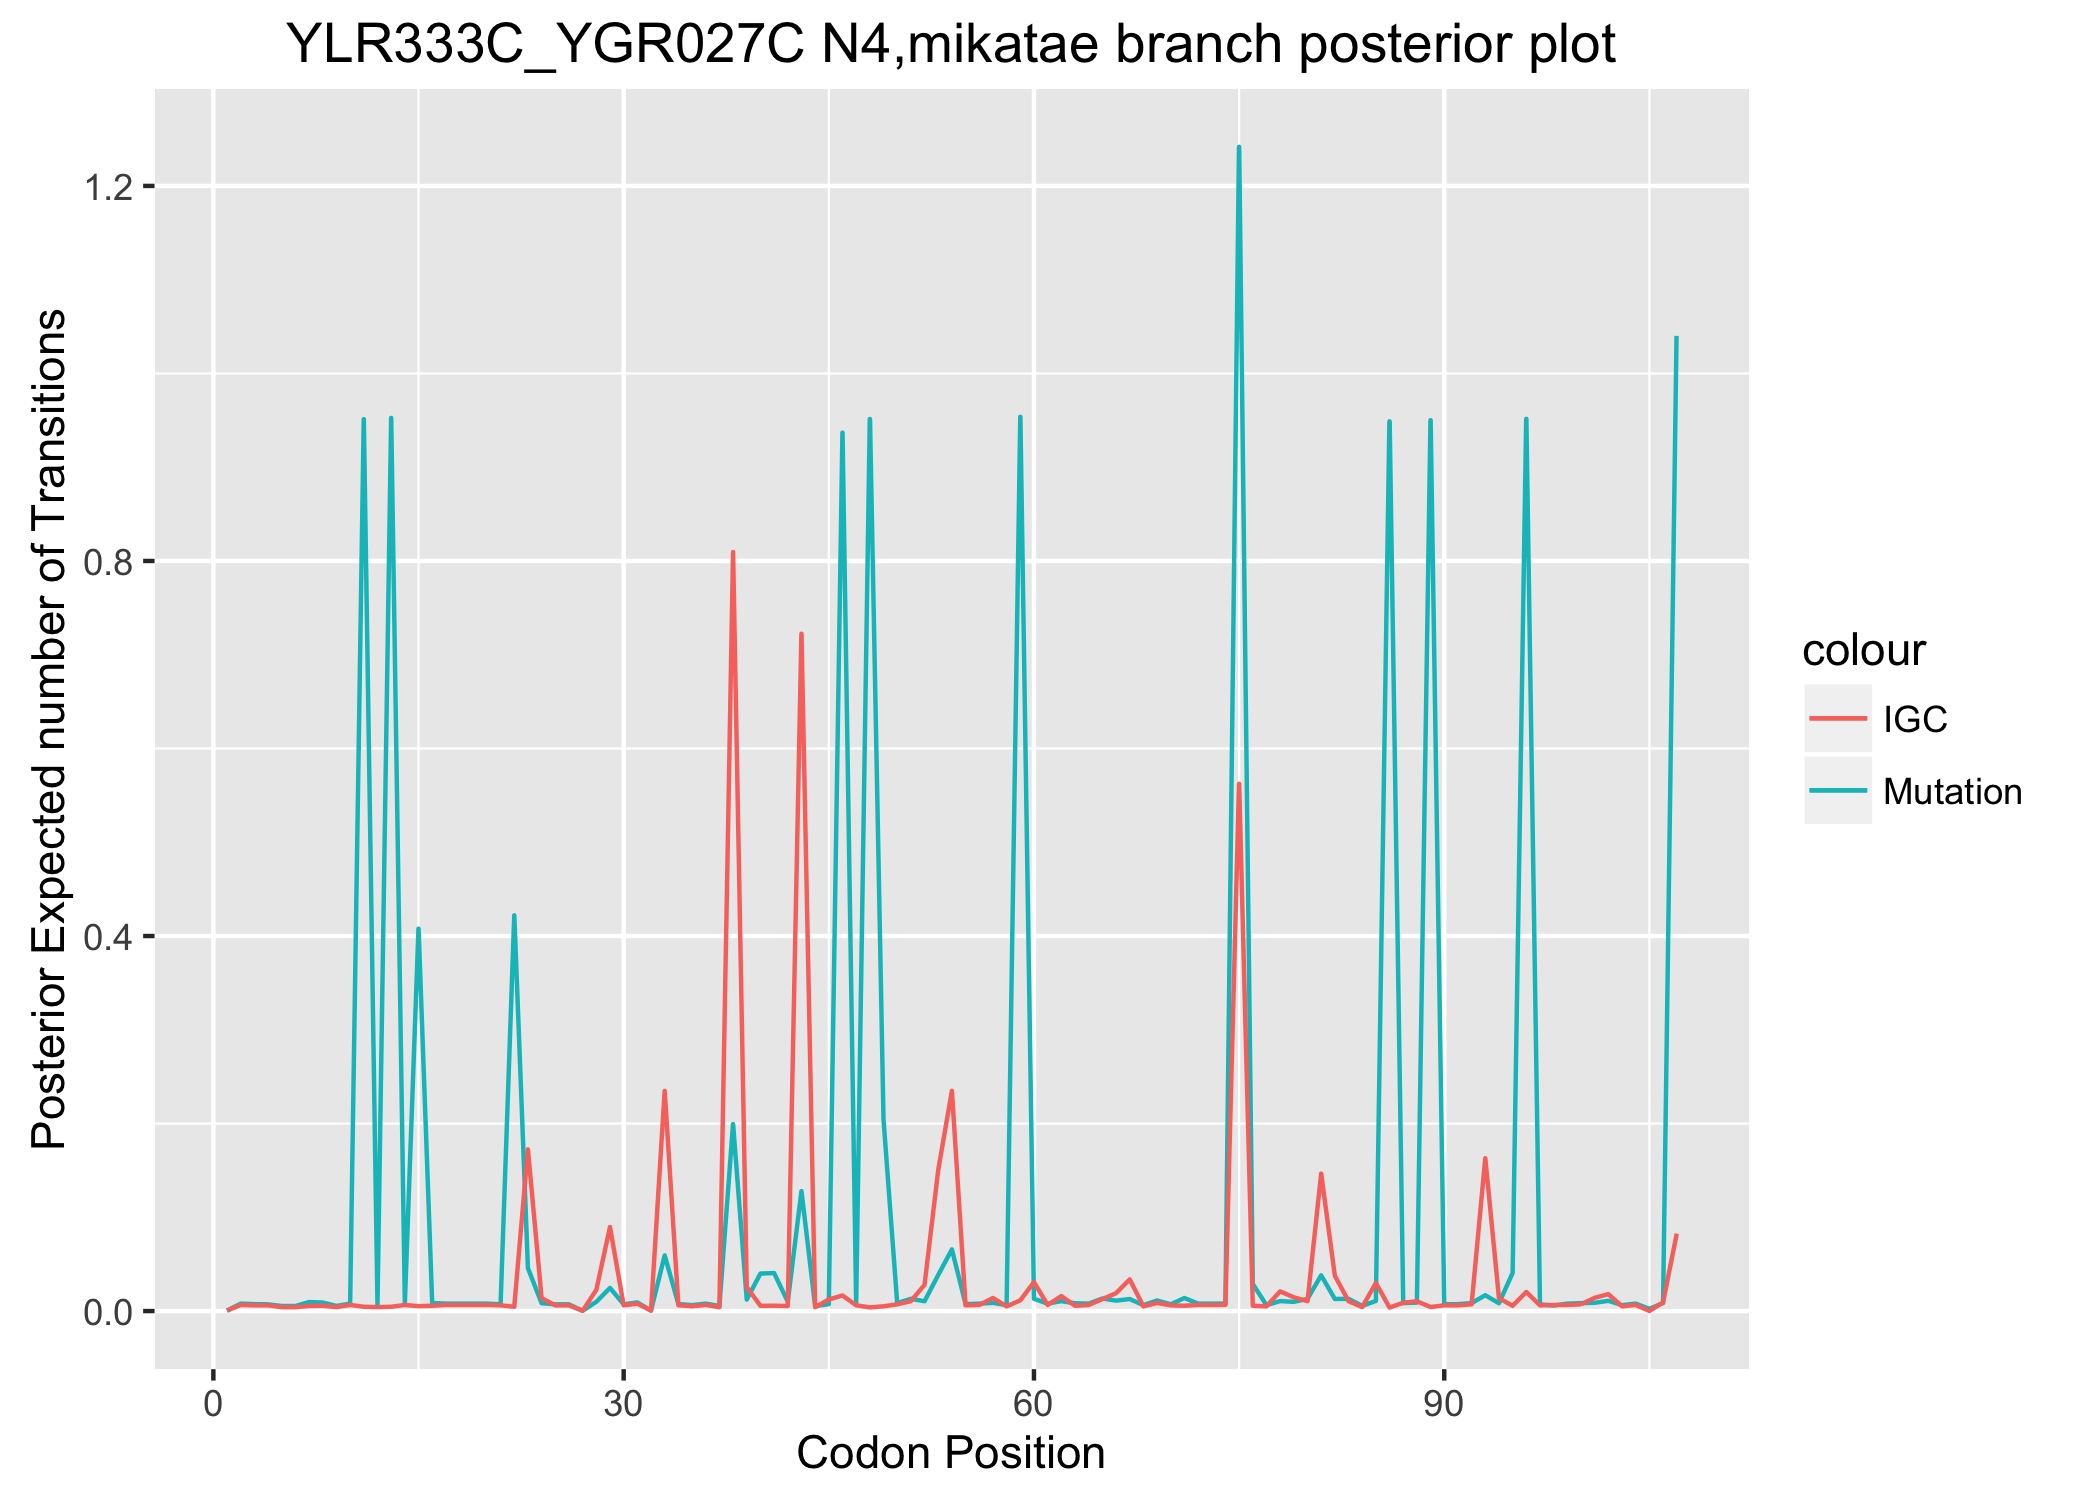 YLR333C_YGR027C N4,mikatae branch posterior plot
Posterior Expected number of Transitions
1.2
0.8
0.4
0.0
0 30 60 90
Codon Position
colour
IGC
Mutation